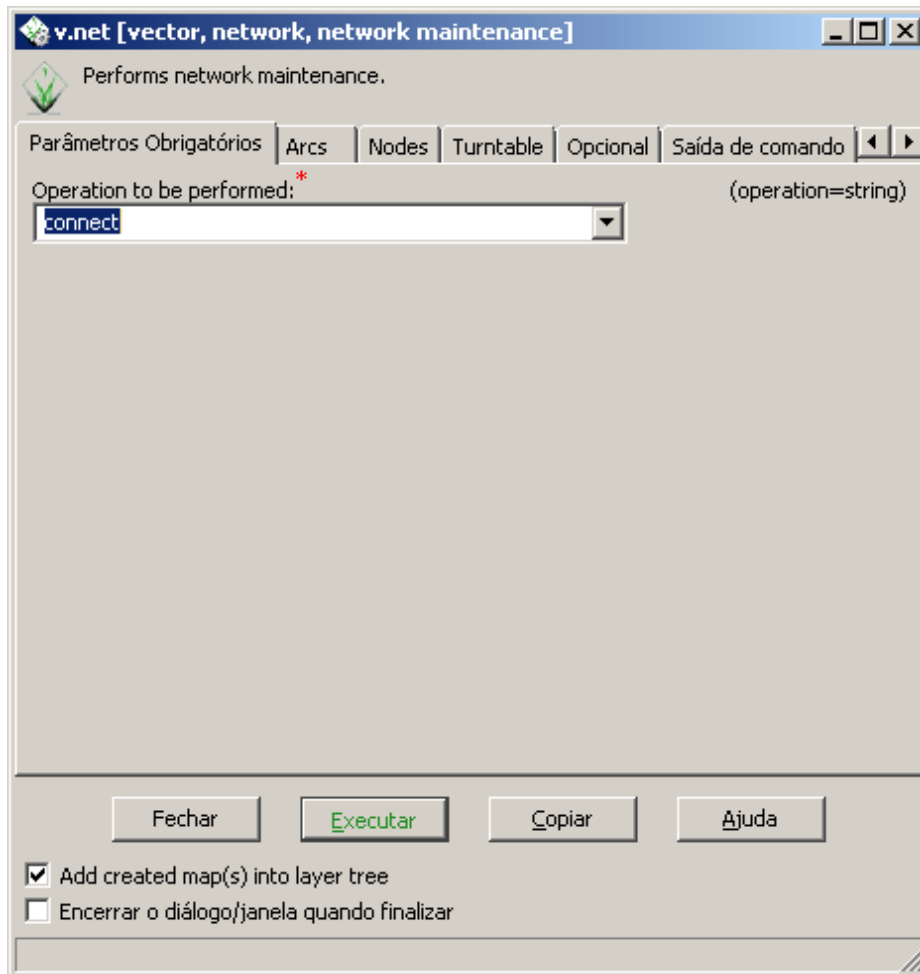 v.net [vector, network, network maintenance]
Performs network maintenance.
Parâmetros Obrigatórios Arcs Nodes Turntable Opcional Saída de comando
Operation to be performed:* (operation=string)
connect
Fechar Executar Copiar Ajuda
Add created map(s) into layer tree
Encerrar o diálogo/janela quando finalizar